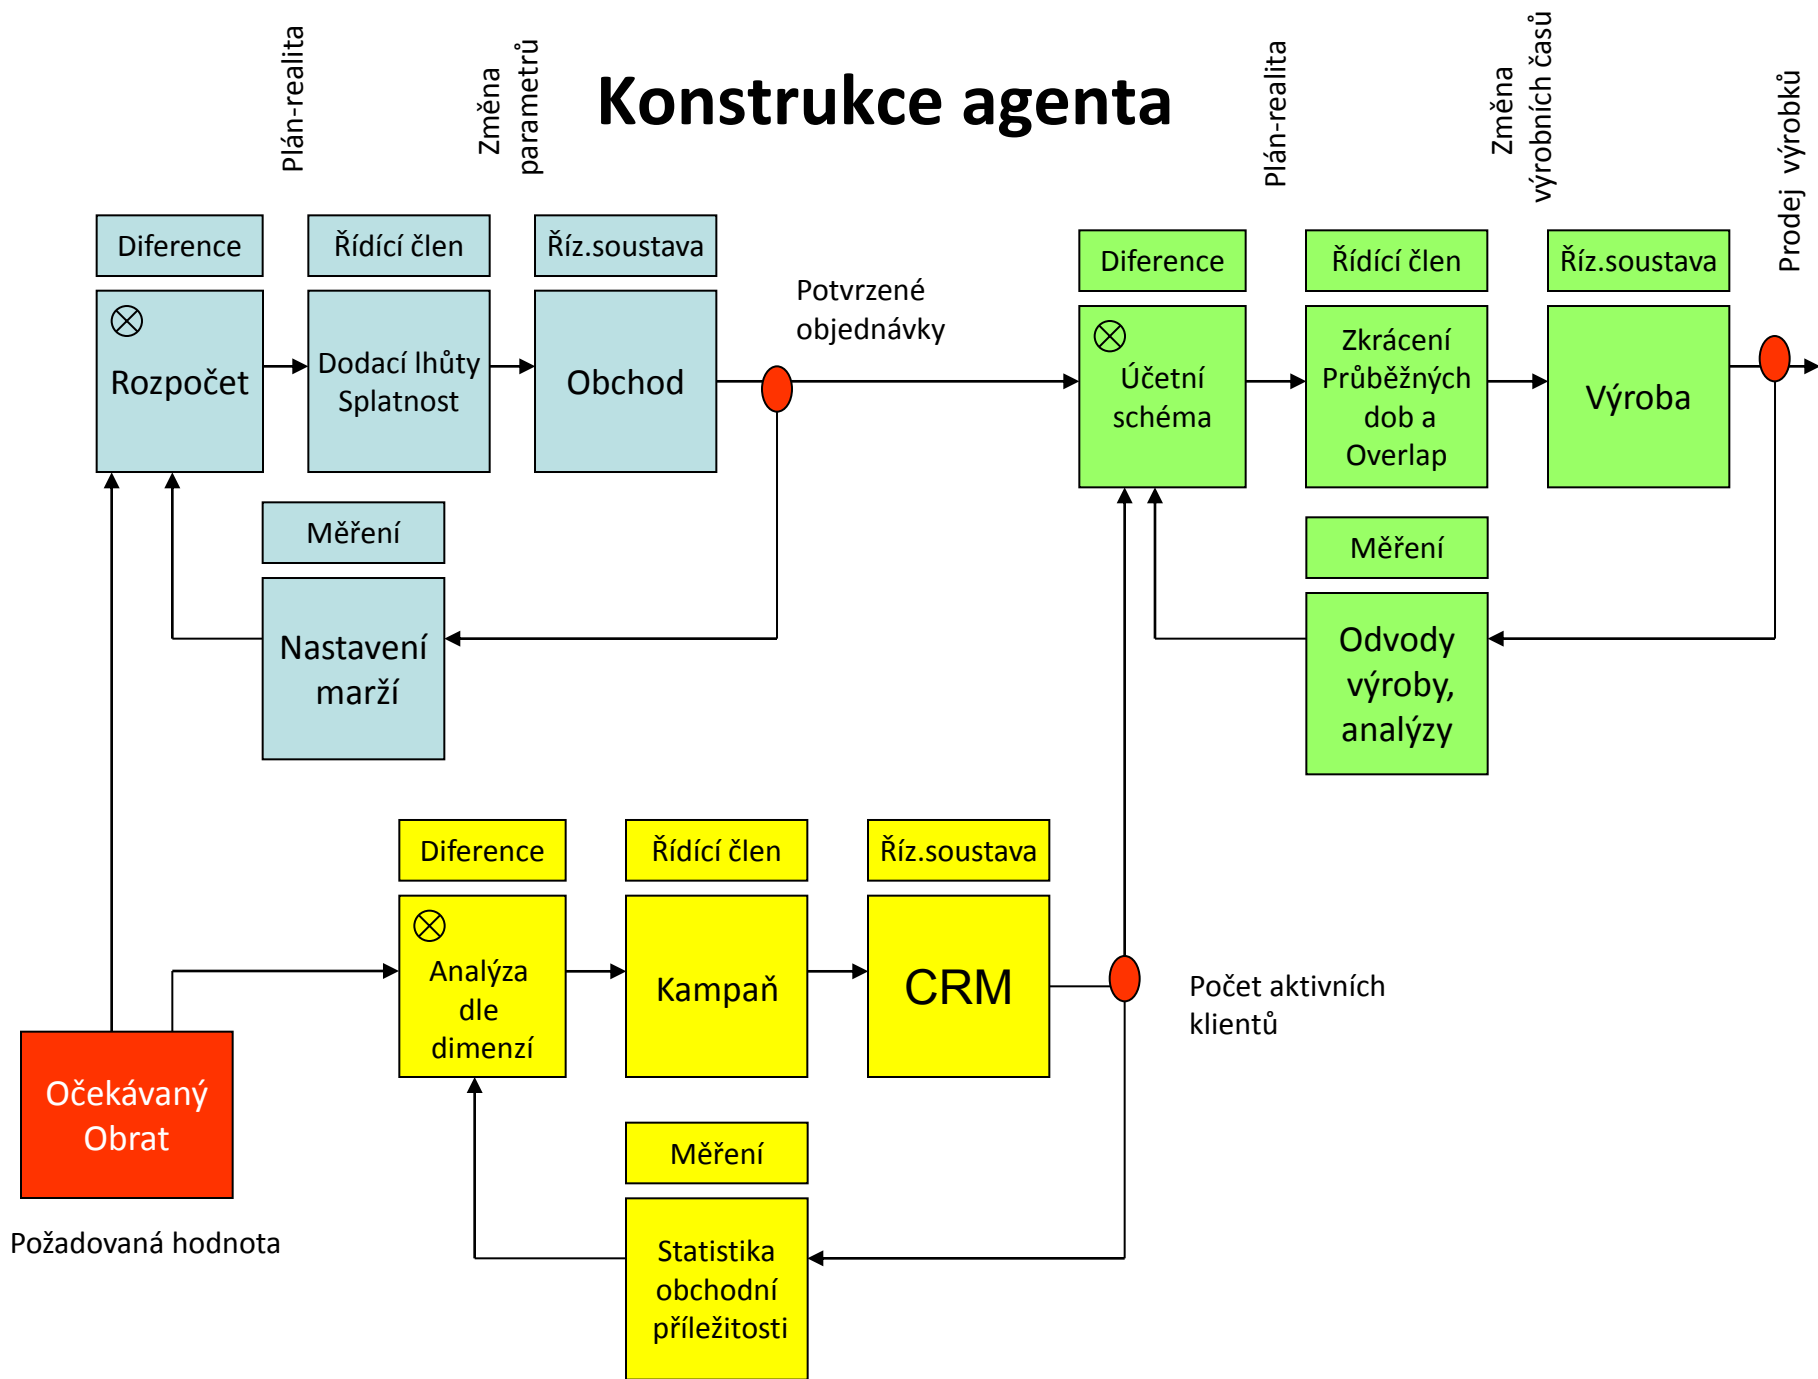 Konstrukce agenta
Plán-realita
Změna
parametrů
Plán-realita
Změna
výrobních časů
Prodej výrobků
Diference
Řídící člen
Říz.soustava
Rozpočet
Dodací lhůty
Splatnost
Obchod
Potvrzené
objednávky
Měření
Nastavení
marží
Diference
Řídící člen
Říz.soustava
Účetní
schéma
Zkrácení
Průběžných
dob a
Overlap
Výroba
Měření
Odvody
výroby,
analýzy
Diference
Řídící člen
Říz.soustava
Analýza
dle
dimenzí
Kampaň
CRM
Počet aktivních
klientů
Očekávaný
Obrat
Požadovaná hodnota
Měření
Statistika
obchodní
příležitosti